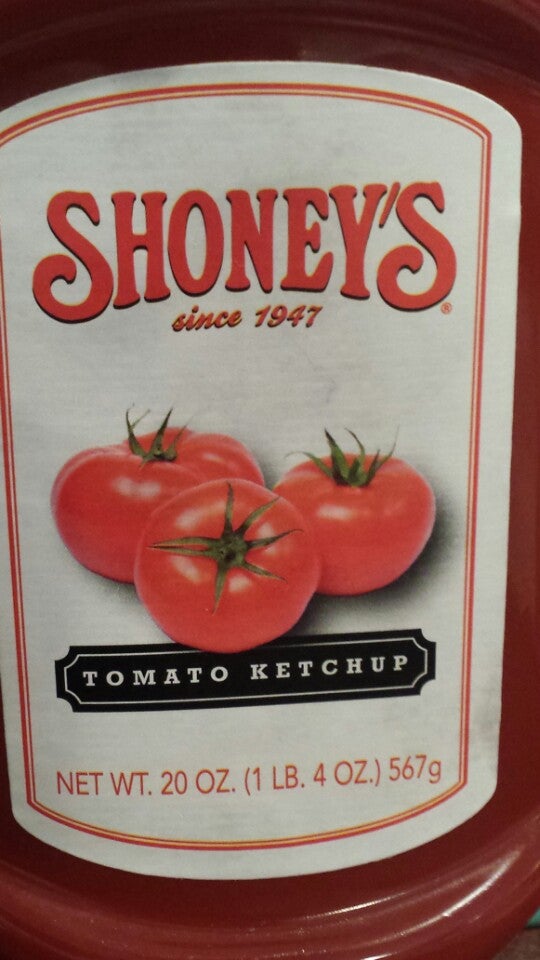 SHONEY'S®
since 1947
TOMATO KETCHUP
NET WT. 20 OZ. (1 LB. 4 OZ.) 567g